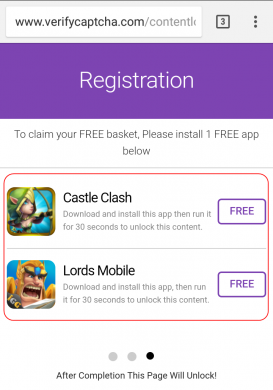 www.verifycaptcha.com/contentl
3
Registration
To claim your FREE basket, Please install 1 FREE app
below
Castle Clash
Download and install this app then run it
for 30 seconds to unlock this content.
FREE
Lords Mobile
Download and install this app, then run
it for 30 seconds to unlock this content.
FREE
IGG
After Completion This Page Will Unlock!